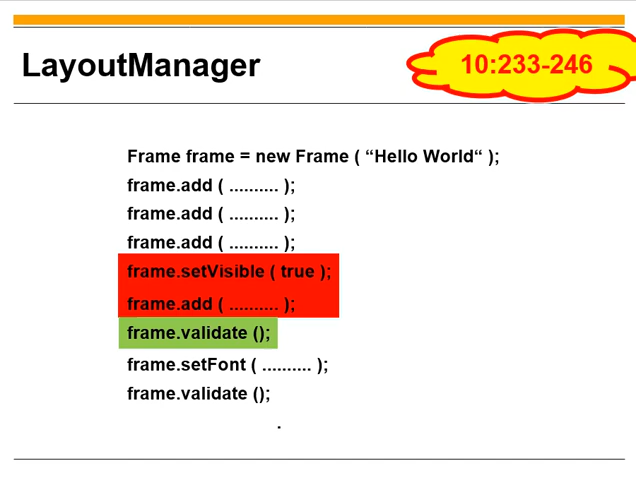 LayoutManager
10:233-246
Frame frame = new Frame ( “Hello World“ );
frame.add ( .......... );
frame.add ( .......... );
frame.add ( .......... );
frame.setVisible ( true );
frame.add ( .......... );
frame.validate ();
frame.setFont ( .......... );
frame.validate ();
.